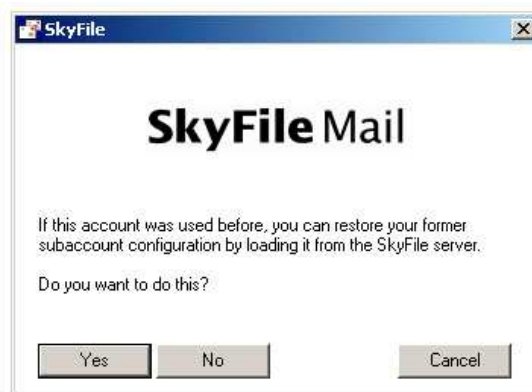 SkyFile
SkyFile Mail
If this account was used before, you can restore your former
subaccount configuration by loading it from the SkyFile server.
Do you want to do this?
Yes
No
Cancel